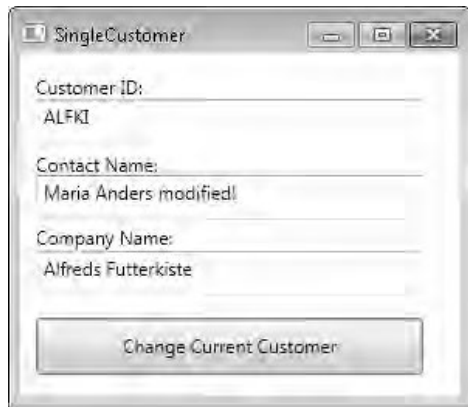 SingleCustomer
Customer ID:
ALFKI
Contact Name:
Maria Anders modified!
Company Name:
Alfreds Futterkiste
Change Current Customer